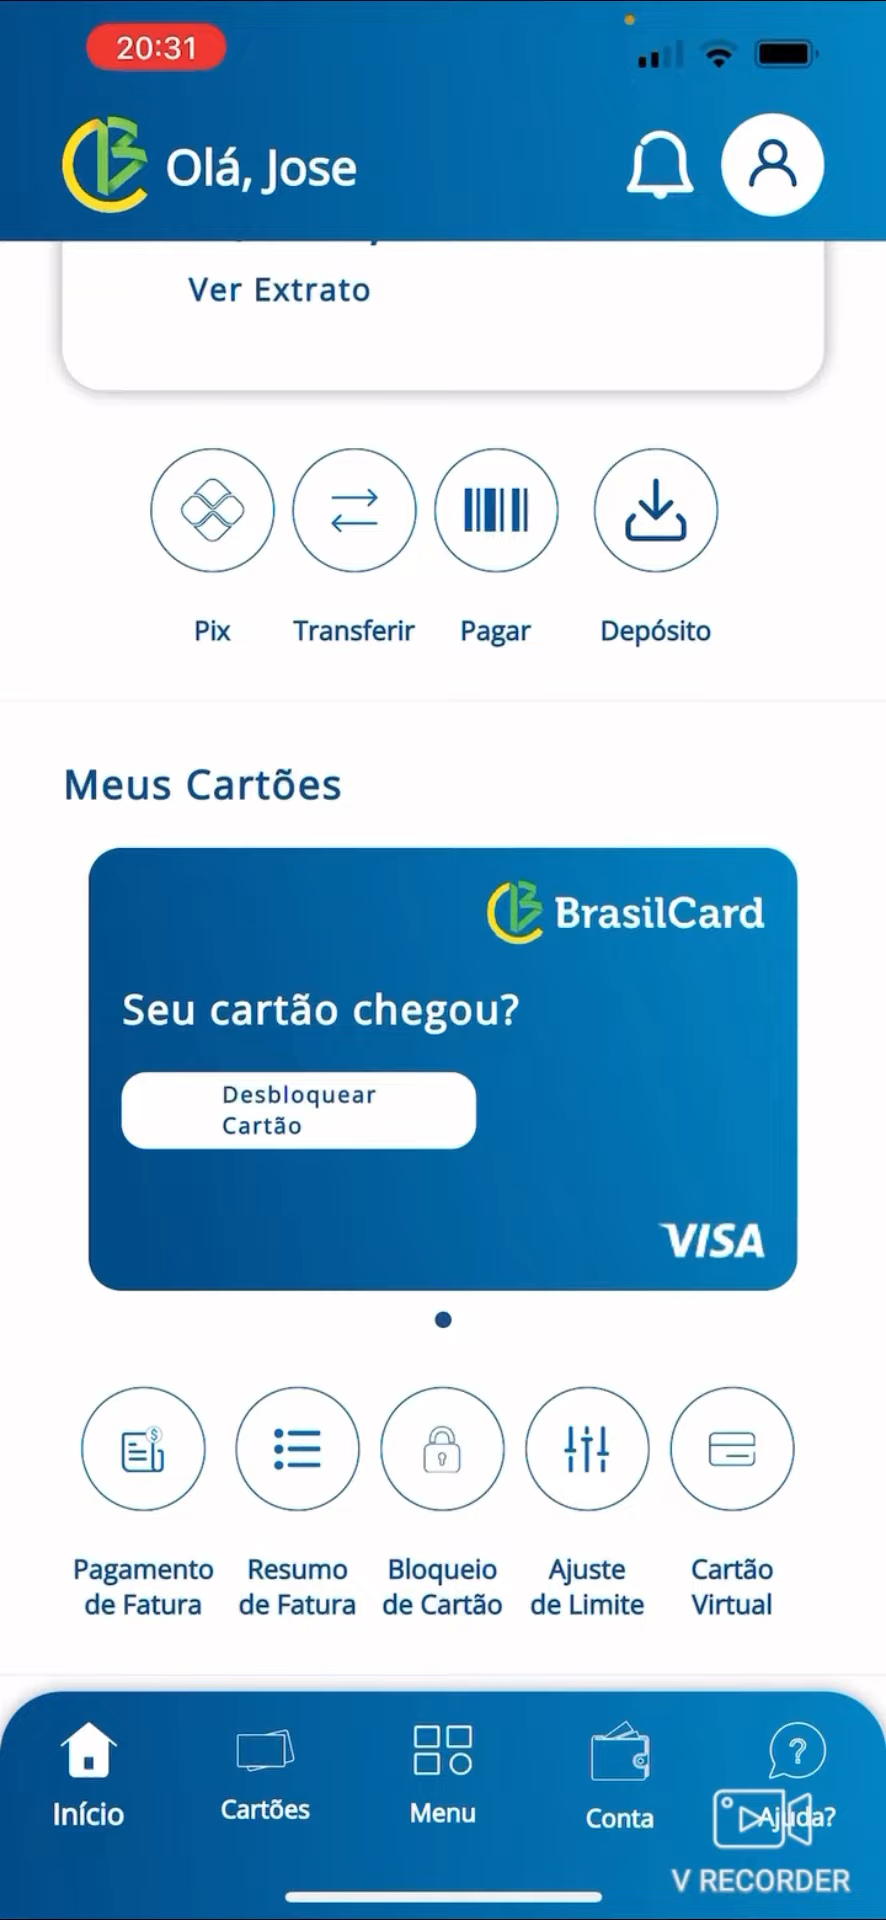 20:31
Olá, Jose
Ver Extrato
Pix
Transferir
Pagar
Depósito
Meus Cartões
BrasilCard
Seu cartão chegou?
Desbloquear
Cartão
VISA
Pagamento
de Fatura
Resumo
de Fatura
Bloqueio
de Cartão
Ajuste
de Limite
Cartão
Virtual
Início
Cartões
Menu
Conta
Ajuda?
V RECORDER